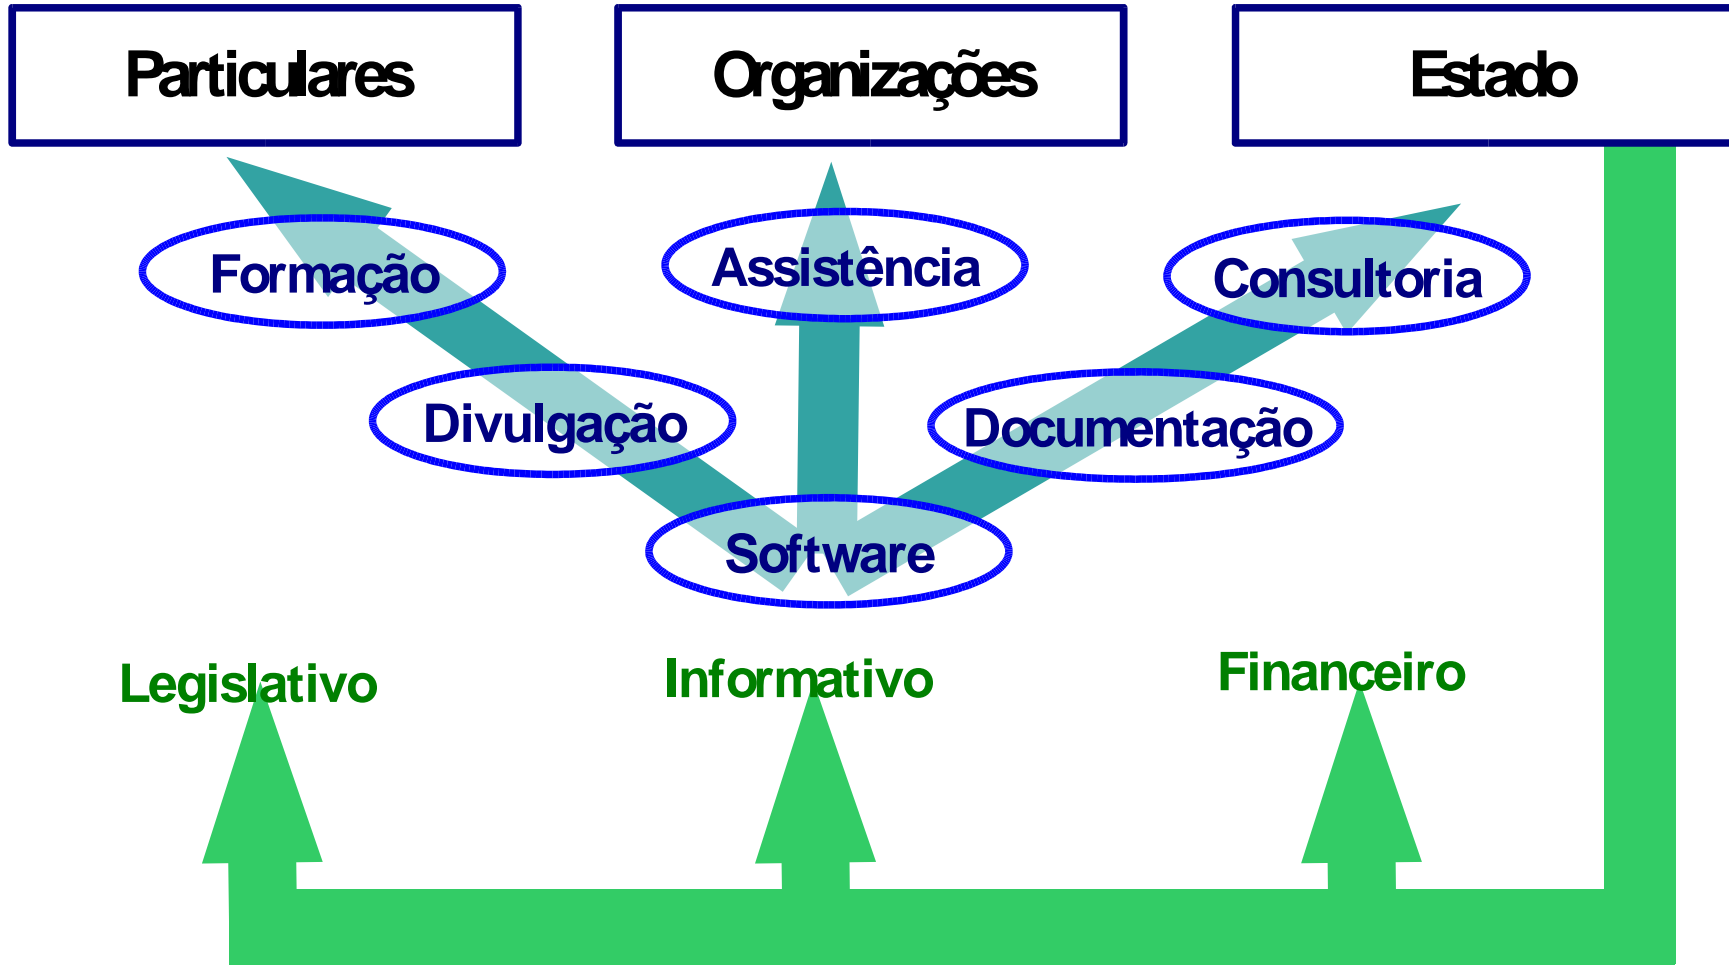 Particulares
Organizações
Estado
Formação
Assistência
Consultoria
Divulgação
Documentação
Software
Legislativo
Informativo
Financeiro